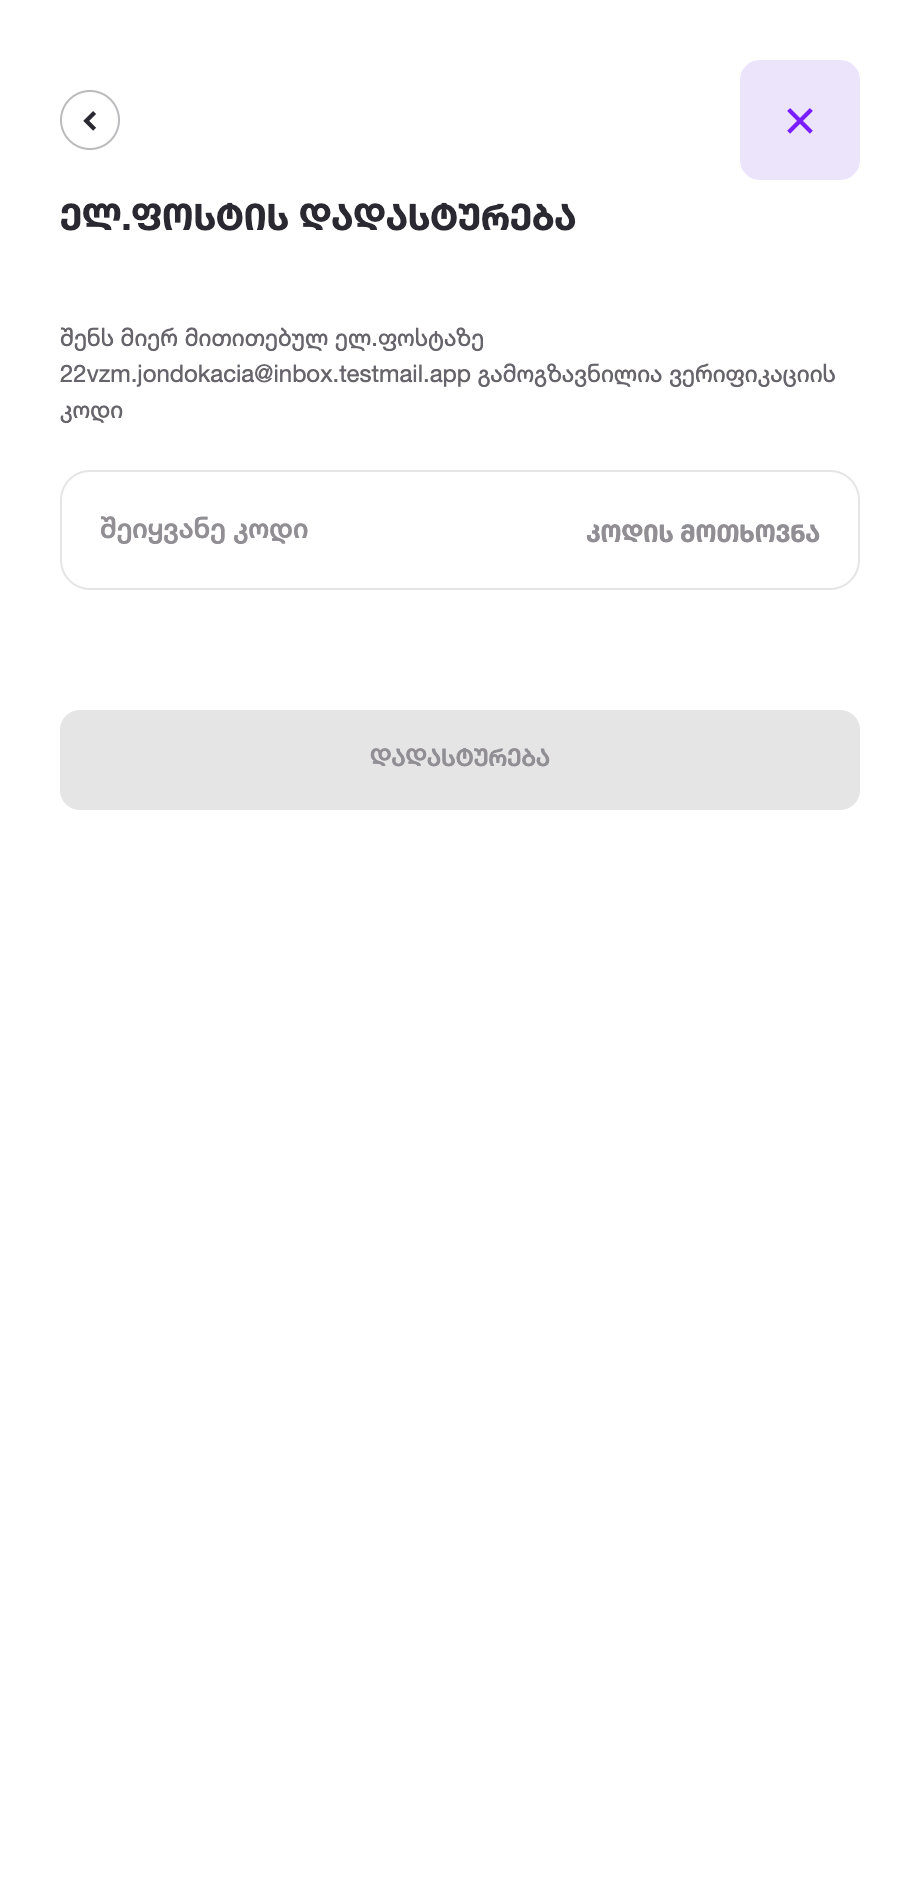 ელ.ფოსტის დადასტურება
შენს მიერ მითითებულ ელ.ფოსტაზე
22vzm.jondokacia@inbox.testmail.app გამოგზავნილია ვერიფიკაციის
კოდი
შეიყვანე კოდი
კოდის მოთხოვნა
დადასტურება